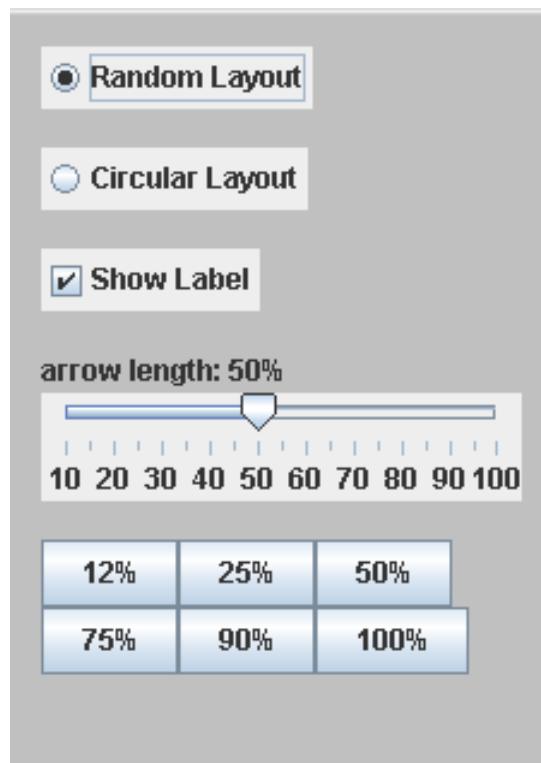 Random Layout
Circular Layout
Show Label
arrow length: 50%
10 20 30 40 50 60 70 80 90 100
12% 25% 50%
75% 90% 100%